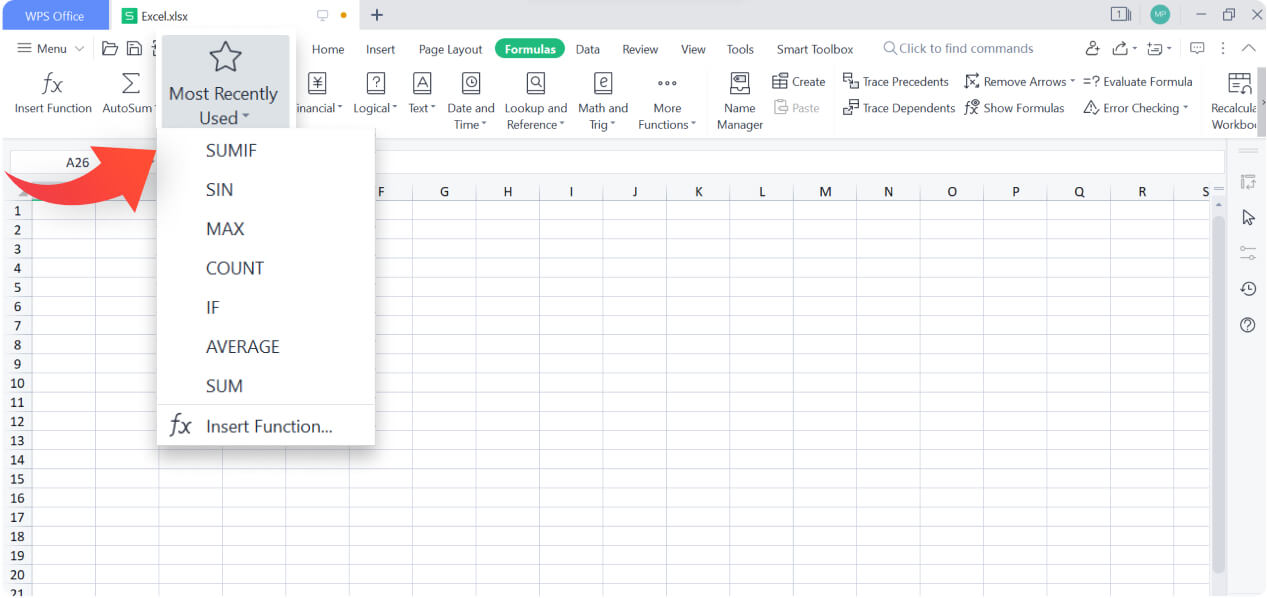 WPS Office
Excel.xlsx
1
MP
Menu
Home Insert Page Layout Formulas Data Review View Tools Smart Toolbox Click to find commands
Insert Function
AutoSum
Most Recently
Used
inancial
Logical
Text
Date and
Time
Lookup and
Reference
Math and
Trig
More
Functions
Name
Manager
Create
Paste
Trace Precedents
Trace Dependents
Remove Arrows
Show Formulas
=? Evaluate Formula
Error Checking
Recalcula
Workboo
A26
SUMIF
SIN
MAX
COUNT
IF
AVERAGE
SUM
fx Insert Function...
F G H I J K L M N O P Q R S
1
2
3
4
5
6
7
8
9
10
11
12
13
14
15
16
17
18
19
20
21